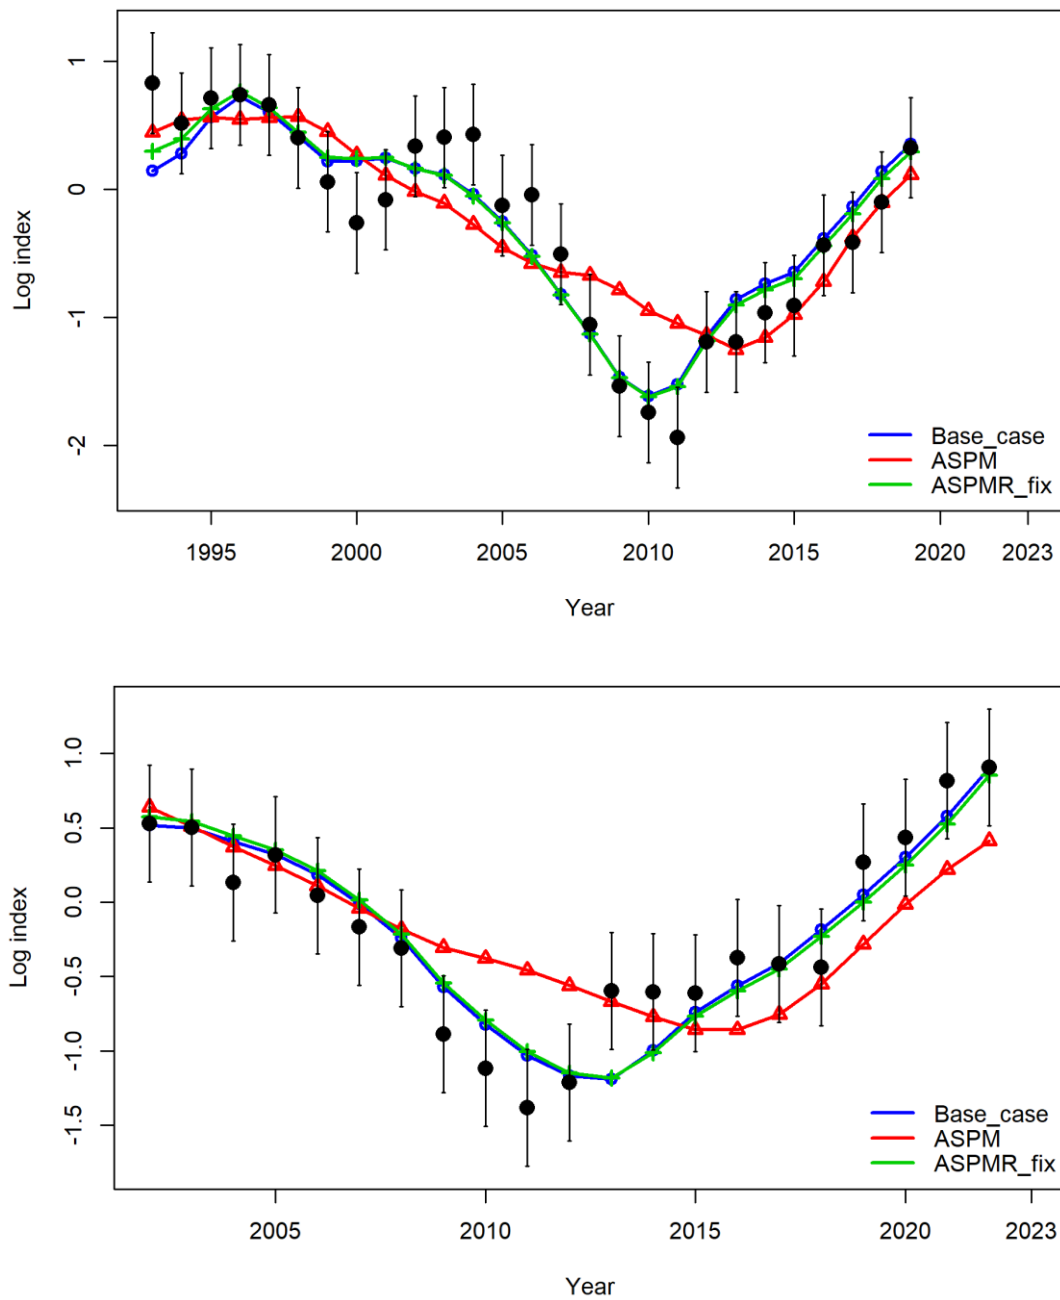 1
0
-1
-2
Log index
Base_case
ASPM
ASPMR_fix
1995 2000 2005 2010 2015 2020 2023
Year
1.0
0.5
0.0
-0.5
-1.0
-1.5
Log index
Base_case
ASPM
ASPMR_fix
2005 2010 2015 2020 2023
Year